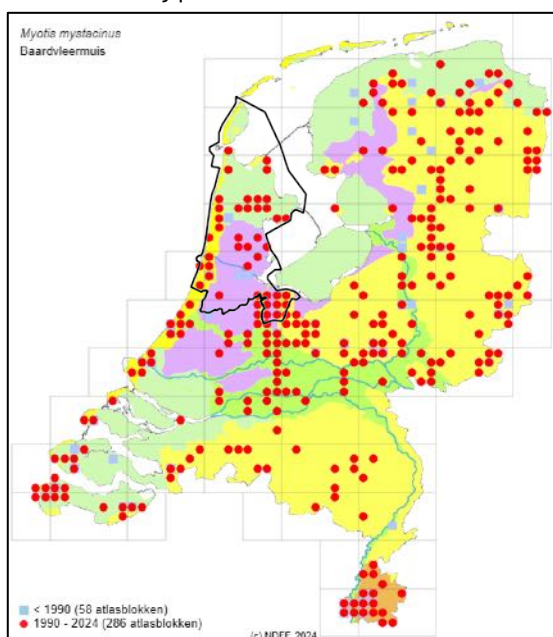 Myotis mystacinus
Baardvleermuis
< 1990 (58 atlasblokken)
1990 - 2024 (286 atlasblokken)
(c) NDFF, 2024